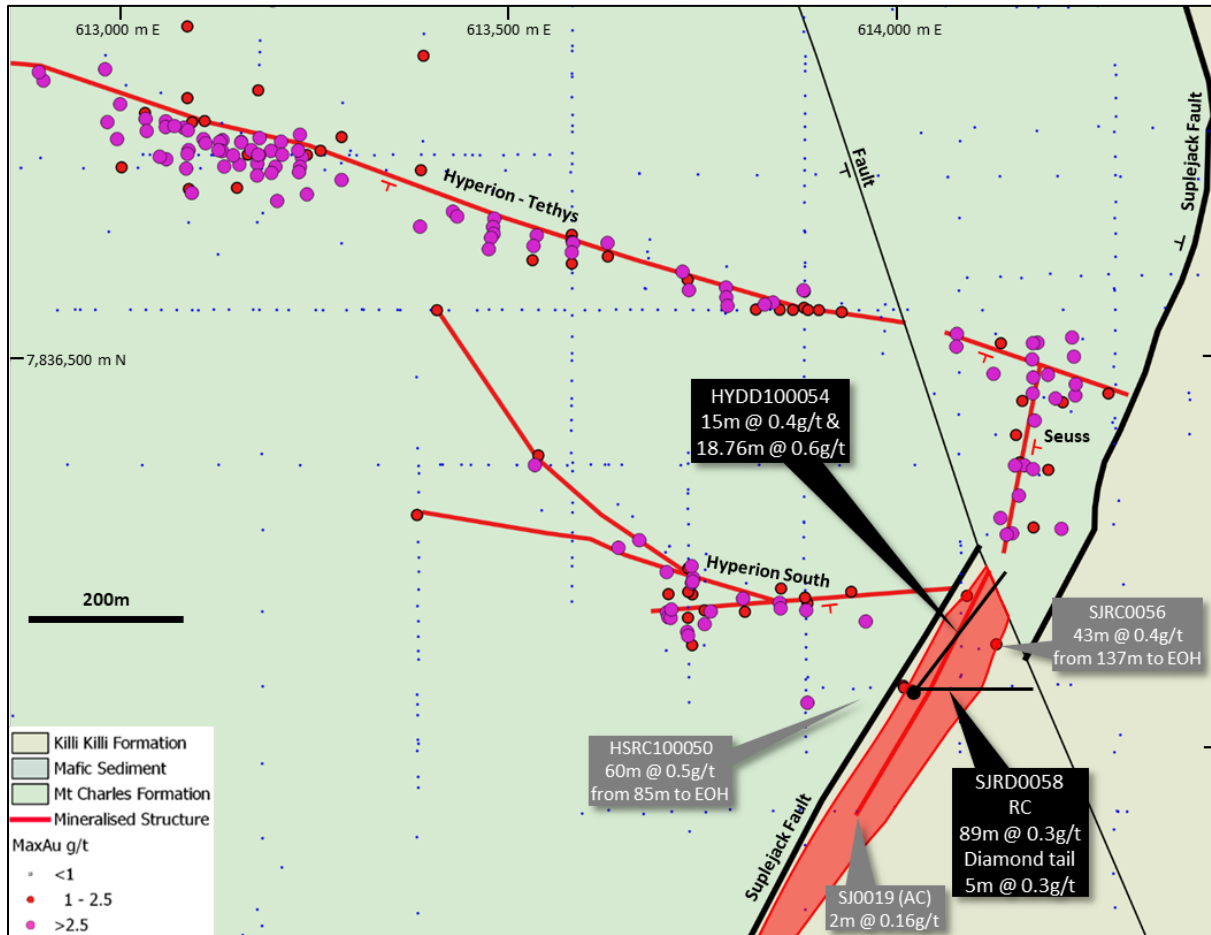 613,000 m E
613,500 m E
614,000 m E
Suplejack Fault
Fault
Hyperion - Tethys
7,836,500 m N
HYDD100054
15m @ 0.4g/t &
18.76m @ 0.6g/t
Seuss
Hyperion South
200m
SJRC0056
43m @ 0.4g/t
from 137m to EOH
HSRC100050
60m @ 0.5g/t
from 85m to EOH
SJRD0058
RC
89m @ 0.3g/t
Diamond tail
5m @ 0.3g/t
Suplejack Fault
SJ0019 (AC)
2m @ 0.16g/t
Killi Killi Formation
Mafic Sediment
Mt Charles Formation
Mineralised Structure
MaxAu g/t
<1
1 - 2.5
>2.5